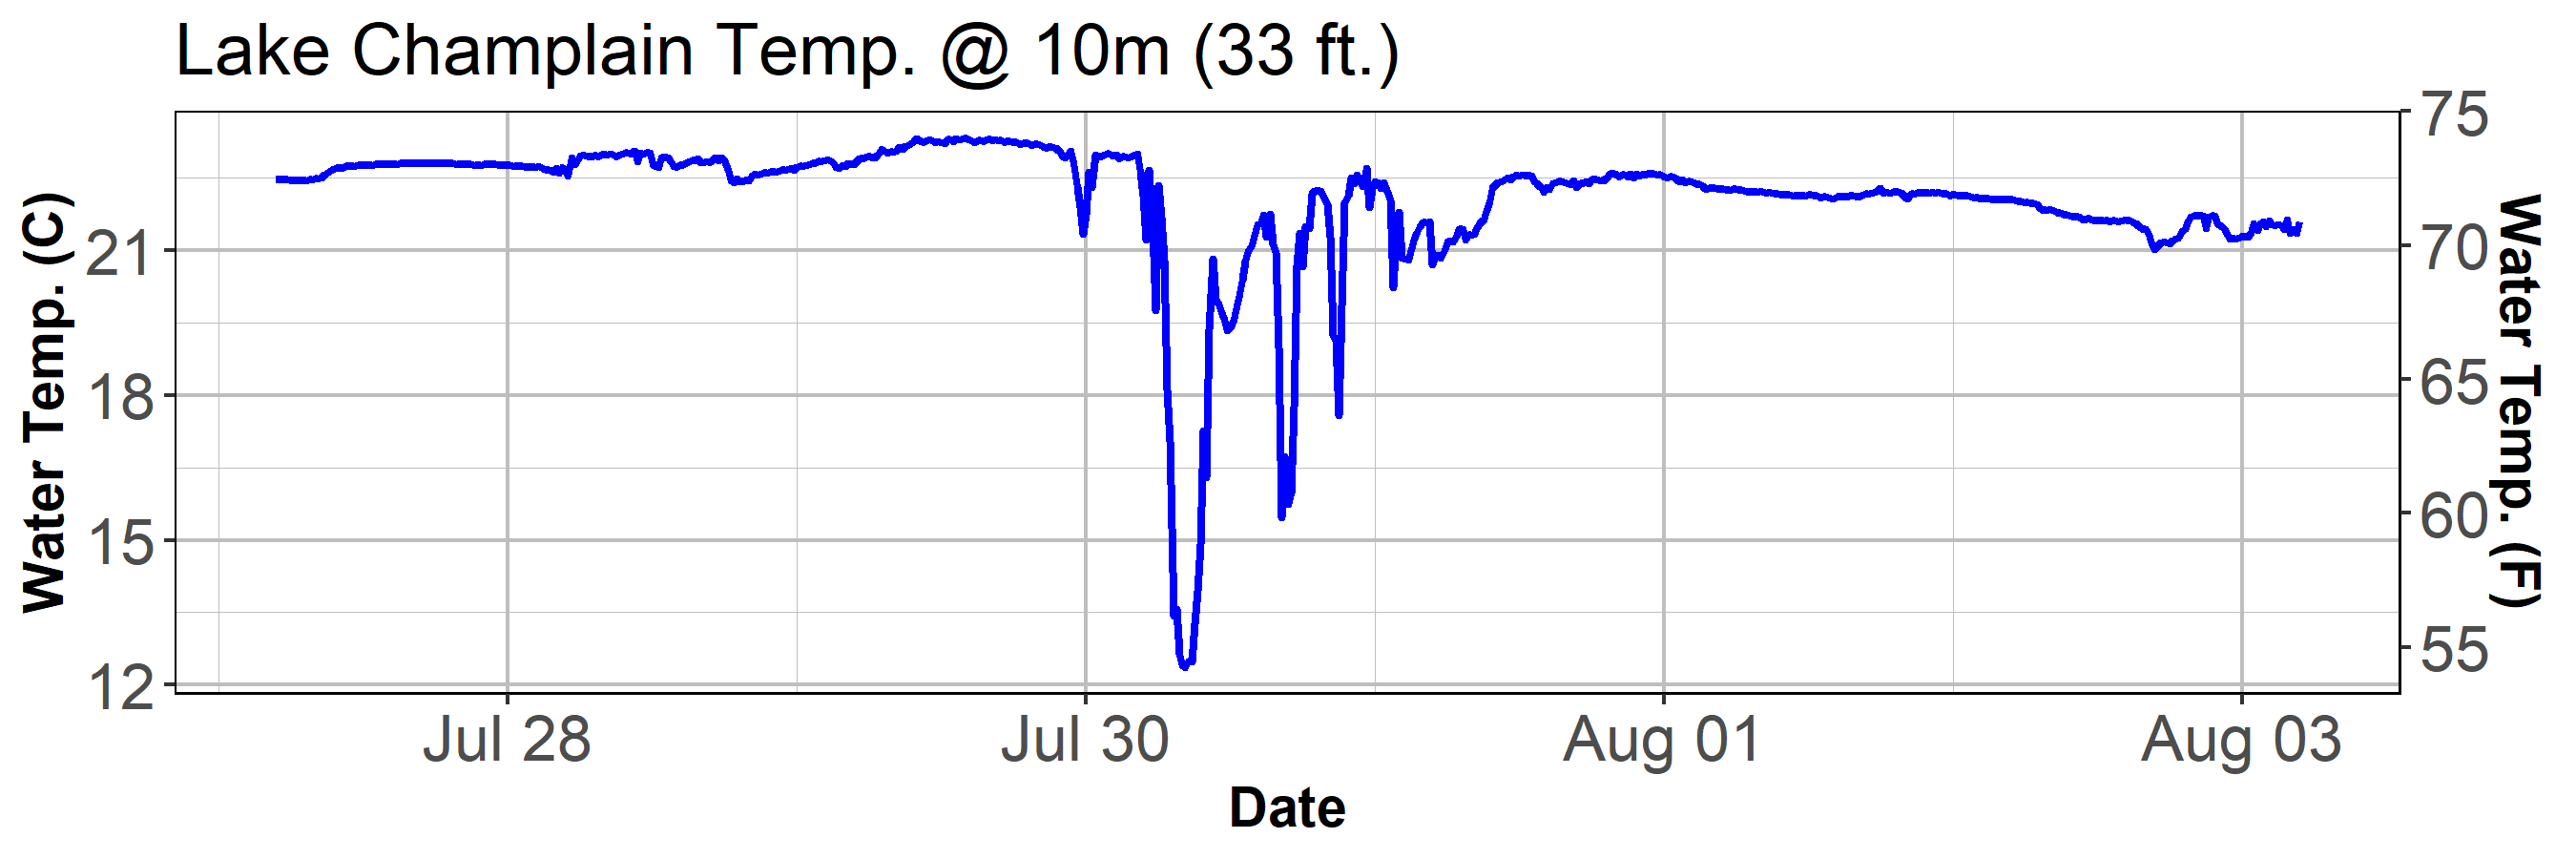 Lake Champlain Temp. @ 10m (33 ft.)
Water Temp. (C)
21
18
15
12
75
70
65
60
55
Water Temp. (F)
Jul 28
Jul 30
Aug 01
Aug 03
Date